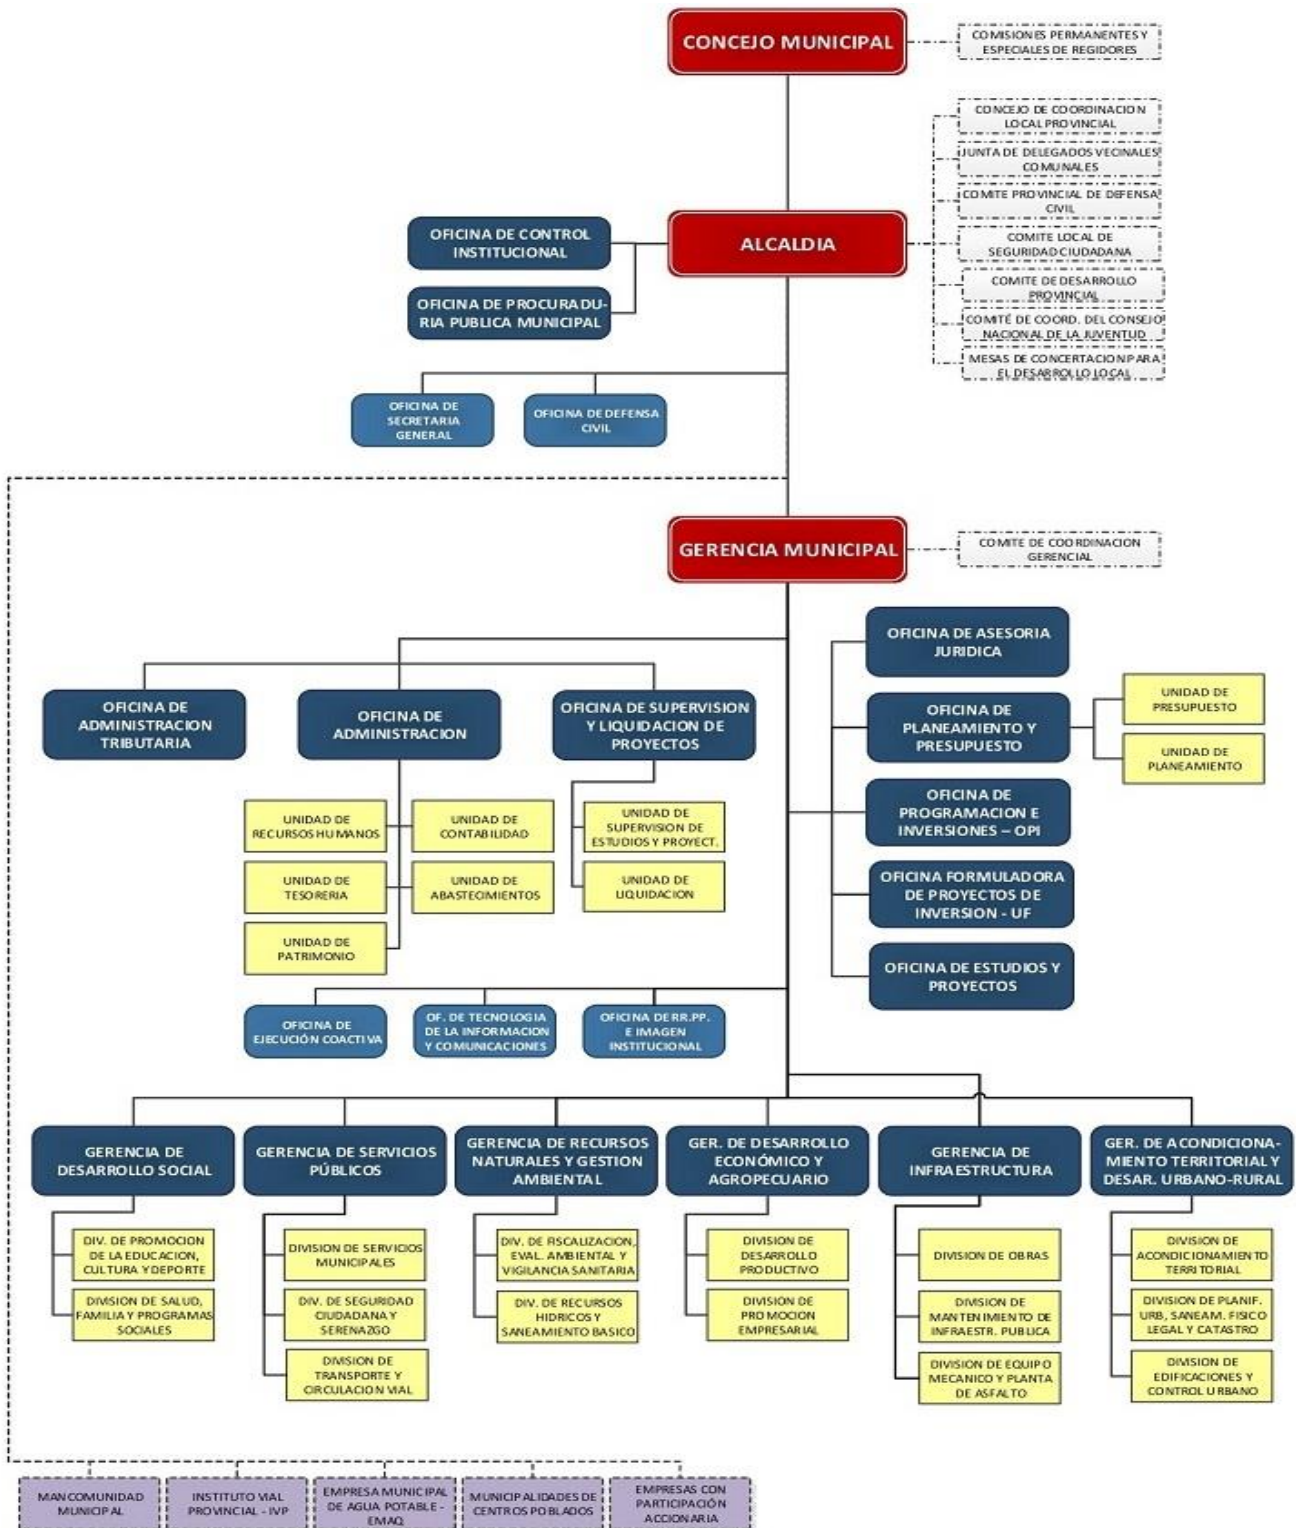 CONCEJO MUNICIPAL
COMISIONES PERMANENTES Y
ESPECIALES DE REGIDORES
CONCEJO DE COORDINACION
LOCAL PROVINCIAL
JUNTA DE DELEGADOS VECINALES
COMUNALES
COMITE PROVINCIAL DE DEFENSA
CIVIL
COMITE LOCAL DE
SEGURIDAD CIUDADANA
COMITE DE DESARROLLO
PROVINCIAL
COMITÉ DE COORD. DEL CONSEJO
NACIONAL DE LA JUVENTUD
MESAS DE CONCERTACION PARA
EL DESARROLLO LOCAL
ALCALDIA
OFICINA DE CONTROL
INSTITUCIONAL
OFICINA DE PROCURADU-
RIA PUBLICA MUNICIPAL
OFICINA DE
SECRETARIA
GENERAL
OFICINA DE DEFENSA
CIVIL
GERENCIA MUNICIPAL
COMITE DE COORDINACION
GERENCIAL
OFICINA DE ASESORIA
JURIDICA
OFICINA DE
PLANEAMIENTO Y
PRESUPUESTO
UNIDAD DE
PRESUPUESTO
UNIDAD DE
PLANEAMIENTO
OFICINA DE
PROGRAMACION E
INVERSIONES – OPI
OFICINA FORMULADORA
DE PROYECTOS DE
INVERSION - UF
OFICINA DE ESTUDIOS Y
PROYECTOS
OFICINA DE
ADMINISTRACION
TRIBUTARIA
OFICINA DE
ADMINISTRACION
OFICINA DE SUPERVISION
Y LIQUIDACION DE
PROYECTOS
UNIDAD DE
RECURSOS HUMANOS
UNIDAD DE
CONTABILIDAD
UNIDAD DE
SUPERVISION DE
ESTUDIOS Y PROYECT.
UNIDAD DE
TESORERIA
UNIDAD DE
ABASTECIMIENTOS
UNIDAD DE
LIQUIDACION
UNIDAD DE
PATRIMONIO
OFICINA DE
EJECUCIÓN COACTIVA
OF. DE TECNOLOGIA
DE LA INFORMACION
Y COMUNICACIONES
OFICINA DE RR.PP.
E IMAGEN
INSTITUCIONAL
GERENCIA DE
DESARROLLO SOCIAL
GERENCIA DE SERVICIOS
PÚBLICOS
GERENCIA DE RECURSOS
NATURALES Y GESTION
AMBIENTAL
GER. DE DESARROLLO
ECONÓMICO Y
AGROPECUARIO
GERENCIA DE
INFRAESTRUCTURA
GER. DE ACONDICIONA-
MIENTO TERRITORIAL Y
DESAR. URBANO-RURAL
DIV. DE PROMOCION
DE LA EDUCACION,
CULTURA Y DEPORTE
DIVISION DE SALUD,
FAMILIA Y PROGRAMAS
SOCIALES
DIVISION DE SERVICIOS
MUNICIPALES
DIV. DE SEGURIDAD
CIUDADANA Y
SERENAZGO
DIVISION DE
TRANSPORTE Y
CIRCULACION VIAL
DIV. DE FISCALIZACION,
EVAL. AMBIENTAL Y
VIGILANCIA SANITARIA
DIV. DE RECURSOS
HIDRICOS Y
SANEAMIENTO BASICO
DIVISION DE
DESARROLLO
PRODUCTIVO
DIVISION DE
PROMOCION
EMPRESARIAL
DIVISION DE OBRAS
DIVISION DE
MANTENIMIENTO DE
INFRAESTR. PUBLICA
DIVISION DE EQUIPO
MECANICO Y PLANTA
DE ASFALTO
DIVISION DE
ACONDICIONAMIENTO
TERRITORIAL
DIVISION DE PLANIF.
URB, SANEAM. FISICO
LEGAL Y CATASTRO
DIVISION DE
EDIFICACIONES Y
CONTROL URBANO
MANCOMUNIDAD
MUNICIPAL
INSTITUTO VIAL
PROVINCIAL - IVP
EMPRESA MUNICIPAL
DE AGUA POTABLE -
EMAQ
MUNICIPALIDADES DE
CENTROS POBLADOS
EMPRESAS CON
PARTICIPACIÓN
ACCIONARIA